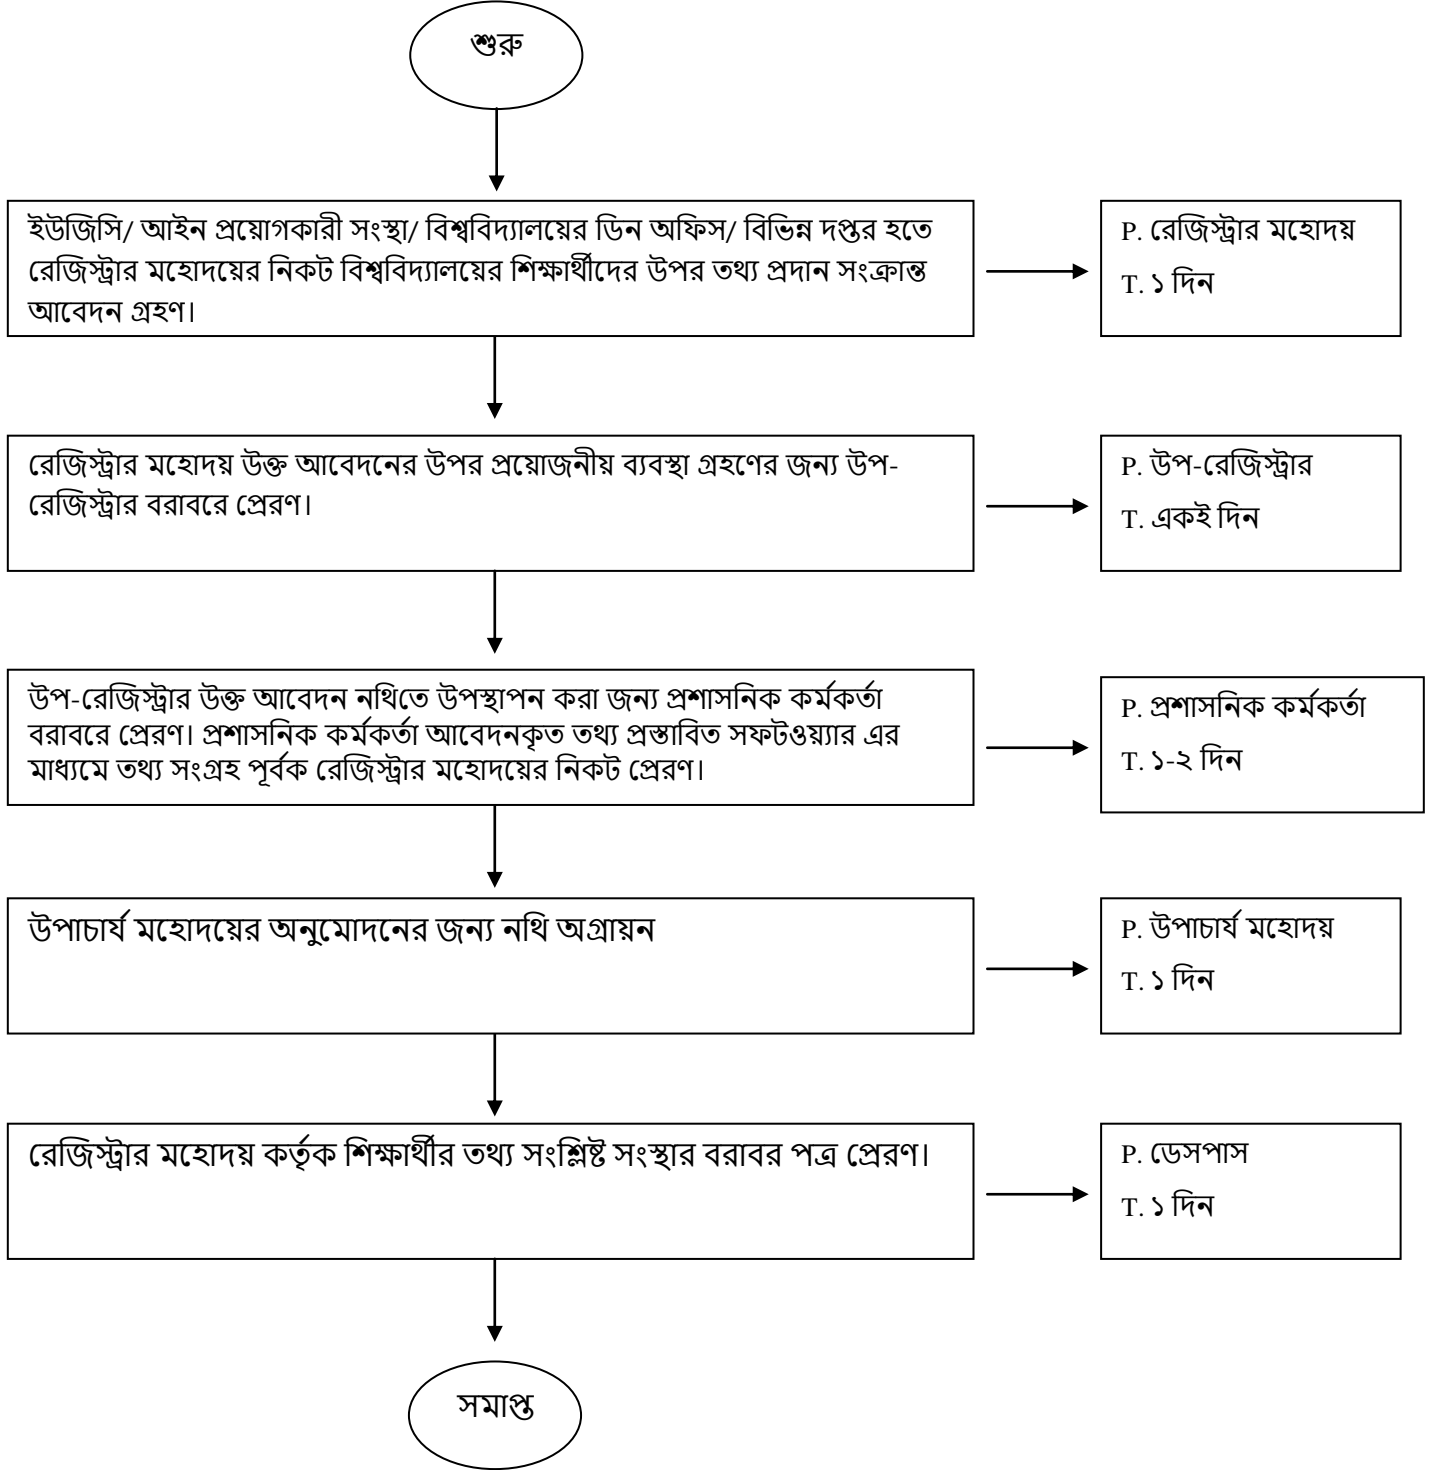 শুরু
ইউজিসি/ আইন প্রয়োগকারী সংস্থা/ বিশ্ববিদ্যালয়ের ডিন অফিস/ বিভিন্ন দপ্তর হতে
রেজিস্ট্রার মহোদয়ের নিকট বিশ্ববিদ্যালয়ের শিক্ষার্থীদের উপর তথ্য প্রদান সংক্রান্ত
আবেদন গ্রহণ।
P. রেজিস্ট্রার মহোদয়
T. ১ দিন
রেজিস্ট্রার মহোদয় উক্ত আবেদনের উপর প্রয়োজনীয় ব্যবস্থা গ্রহণের জন্য উপ-
রেজিস্ট্রার বরাবরে প্রেরণ।
P. উপ-রেজিস্ট্রার
T. একই দিন
উপ-রেজিস্ট্রার উক্ত আবেদন নথিতে উপস্থাপন করা জন্য প্রশাসনিক কর্মকর্তা
বরাবরে প্রেরণ। প্রশাসনিক কর্মকর্তা আবেদনকৃত তথ্য প্রস্তাবিত সফটওয়্যার এর
মাধ্যমে তথ্য সংগ্রহ পূর্বক রেজিস্ট্রার মহোদয়ের নিকট প্রেরণ।
P. প্রশাসনিক কর্মকর্তা
T. ১-২ দিন
উপাচার্য মহোদয়ের অনুমোদনের জন্য নথি অগ্রায়ন
P. উপাচার্য মহোদয়
T. ১ দিন
রেজিস্ট্রার মহোদয় কর্তৃক শিক্ষার্থীর তথ্য সংশ্লিষ্ট সংস্থার বরাবর পত্র প্রেরণ।
P. ডেসপাস
T. ১ দিন
সমাপ্ত